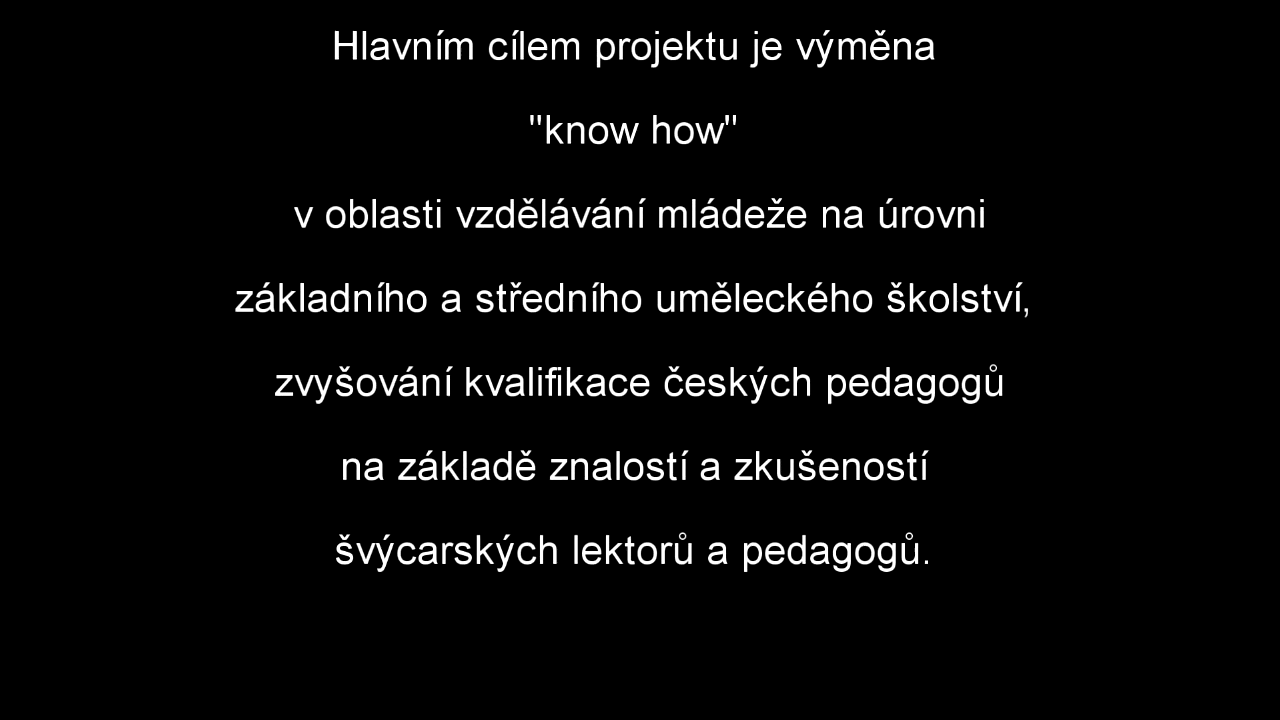 Hlavním cílem projektu je výměna
"know how"
v oblasti vzdělávání mládeže na úrovni
základního a středního uměleckého školství,
zvyšování kvalifikace českých pedagogů
na základě znalostí a zkušeností
švýcarských lektorů a pedagogů.